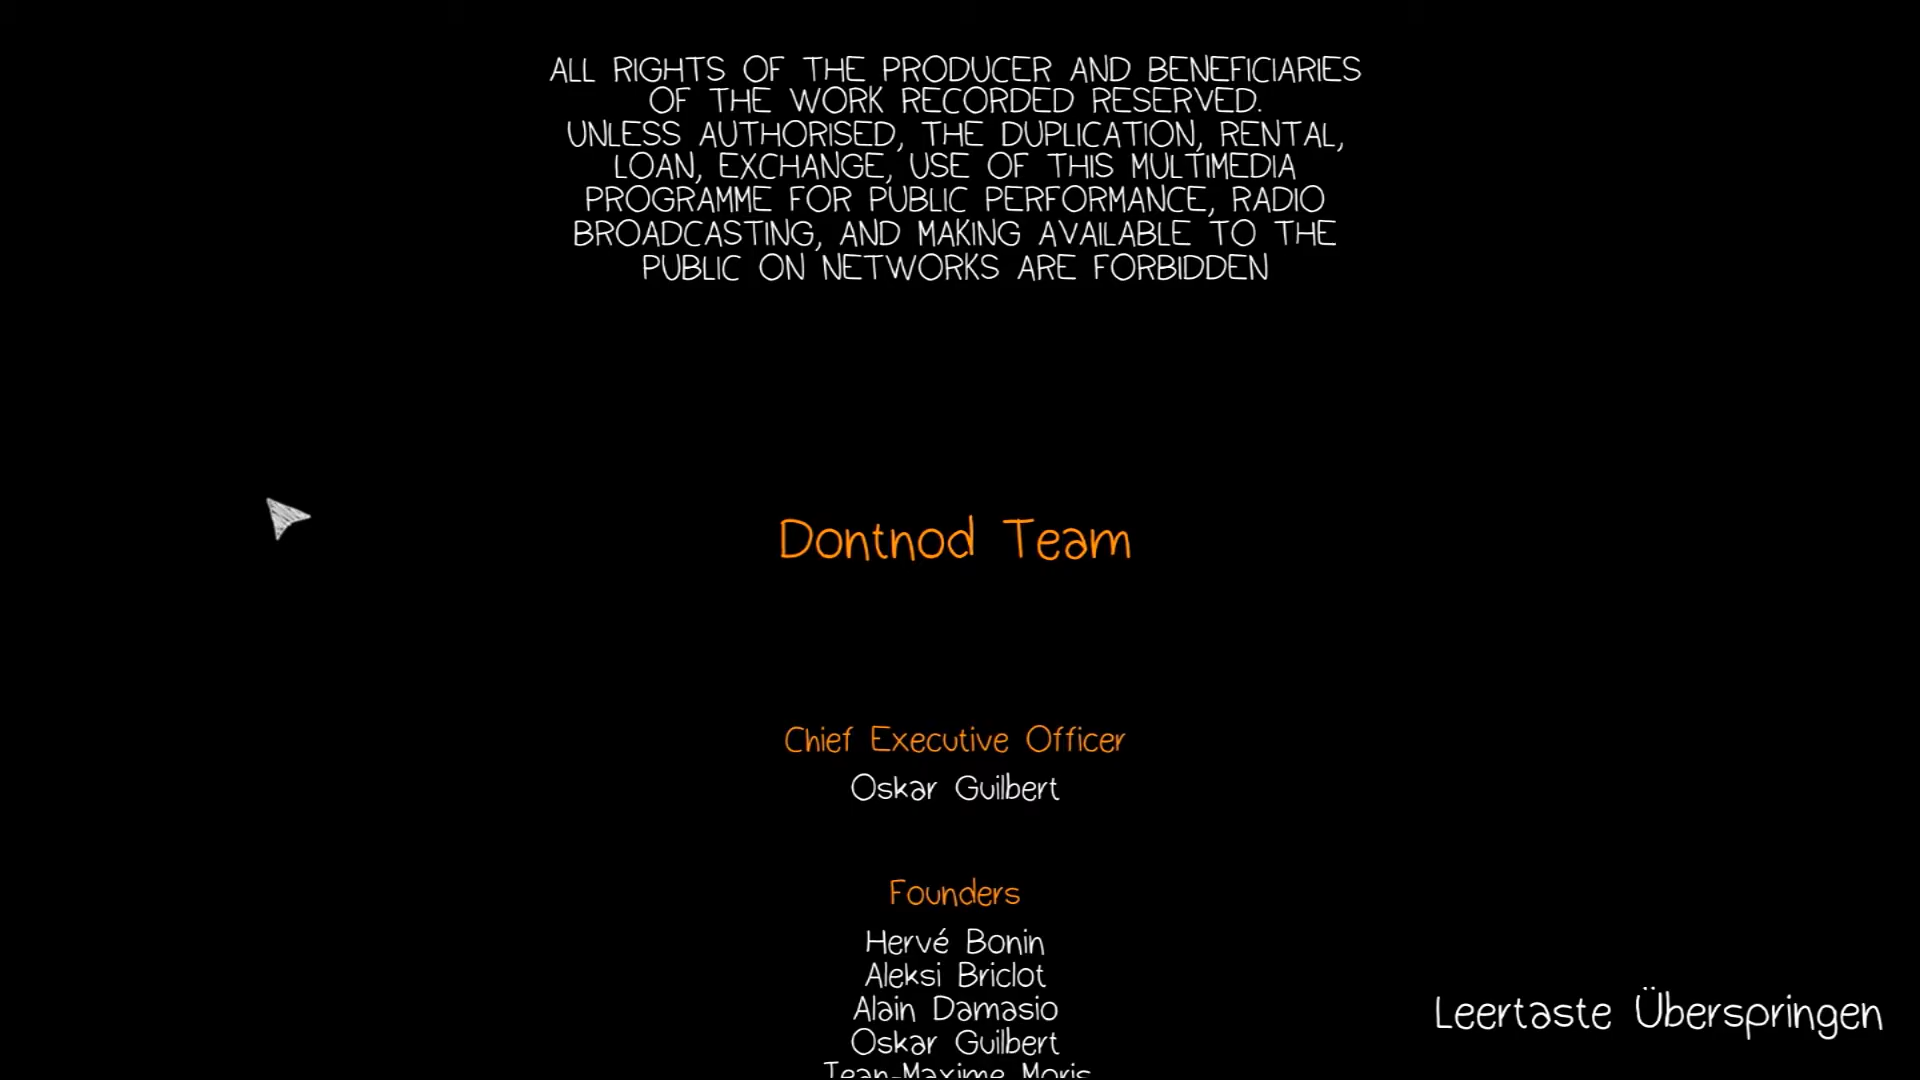 ALL RIGHTS OF THE PRODUCER AND BENEFICIARIES
OF THE WORK RECORDED RESERVED.
UNLESS AUTHORISED, THE DUPLICATION, RENTAL,
LOAN, EXCHANGE, USE OF THIS MULTIMEDIA
PROGRAMME FOR PUBLIC PERFORMANCE, RADIO
BROADCASTING, AND MAKING AVAILABLE TO THE
PUBLIC ON NETWORKS ARE FORBIDDEN
Dontnod Team
Chief Executive Officer
Oskar Guilbert
Founders
Hervé Bonin
Aleksi Briclot
Alain Damasio
Oskar Guilbert
Jean-Maxime Moris
Leertaste Überspringen